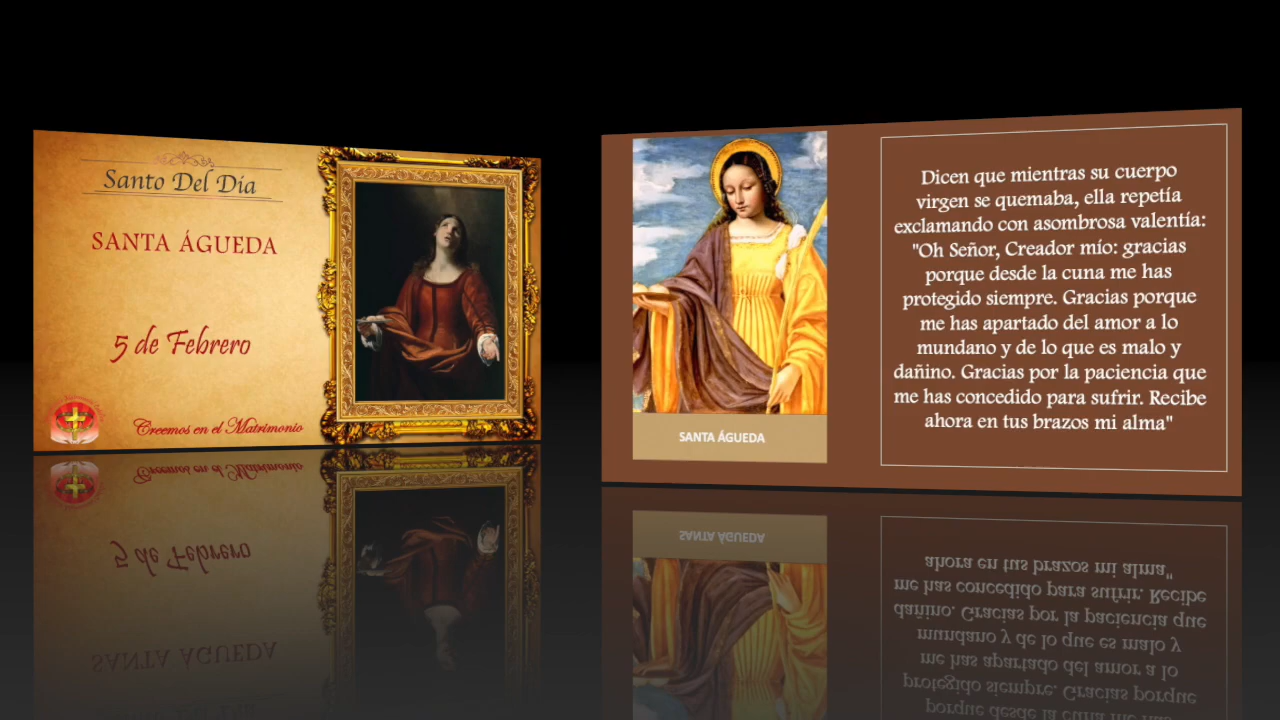 Santo Del Día
SANTA ÁGUEDA
5 de Febrero
Creemos en el Matrimonio
SANTA ÁGUEDA
Dicen que mientras su cuerpo
virgen se quemaba, ella repetía
exclamando con asombrosa valentía:
"Oh Señor, Creador mío: gracias
porque desde la cuna me has
protegido siempre. Gracias porque
me has apartado del amor a lo
mundano y de lo que es malo y
dañino. Gracias por la paciencia que
me has concedido para sufrir. Recibe
ahora en tus brazos mi alma"